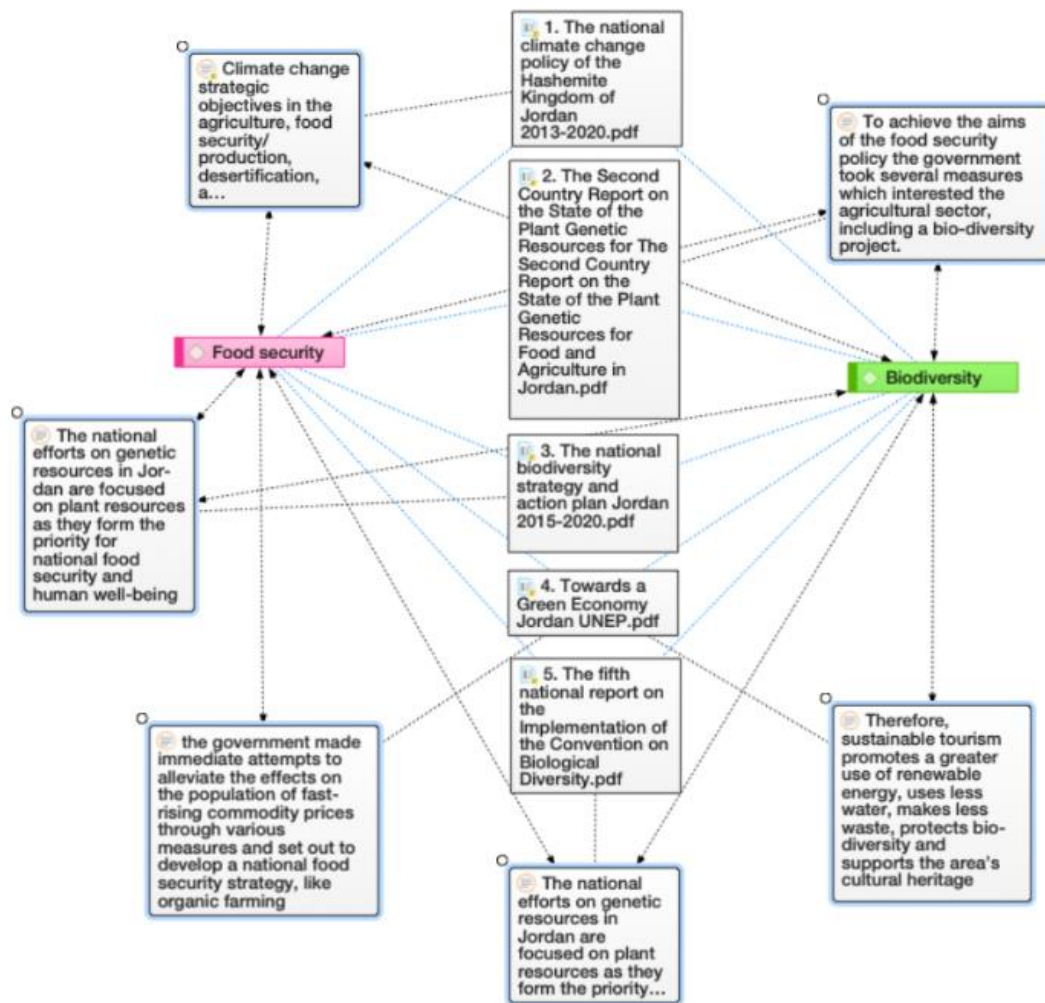 1. The national
climate change
policy of the
Hashemite
Kingdom of
Jordan
2013-2020.pdf
Climate change
strategic
objectives in the
agriculture, food
security/
production,
desertification,
a...
To achieve the aims
of the food security
policy the government
took several measures
which interested the
agricultural sector,
including a bio-diversity
project.
2. The Second
Country Report on
the State of the
Plant Genetic
Resources for The
Second Country
Report on the
State of the Plant
Genetic
Resources for
Food and
Agriculture in
Jordan.pdf
Food security
Biodiversity
The national
efforts on genetic
resources in Jor-
dan are focused
on plant resources
as they form the
priority for
national food
security and
human well-being
3. The national
biodiversity
strategy and
action plan Jordan
2015-2020.pdf
4. Towards a
Green Economy
Jordan UNEP.pdf
5. The fifth
national report on
the
Implementation of
the Convention on
Biological
Diversity.pdf
the government made
immediate attempts to
alleviate the effects on
the population of fast-
rising commodity prices
through various
measures and set out to
develop a national food
security strategy, like
organic farming
Therefore,
sustainable tourism
promotes a greater
use of renewable
energy, uses less
water, makes less
waste, protects bio-
diversity and
supports the area's
cultural heritage
The national
efforts on genetic
resources in
Jordan are
focused on plant
resources as they
form the priority...